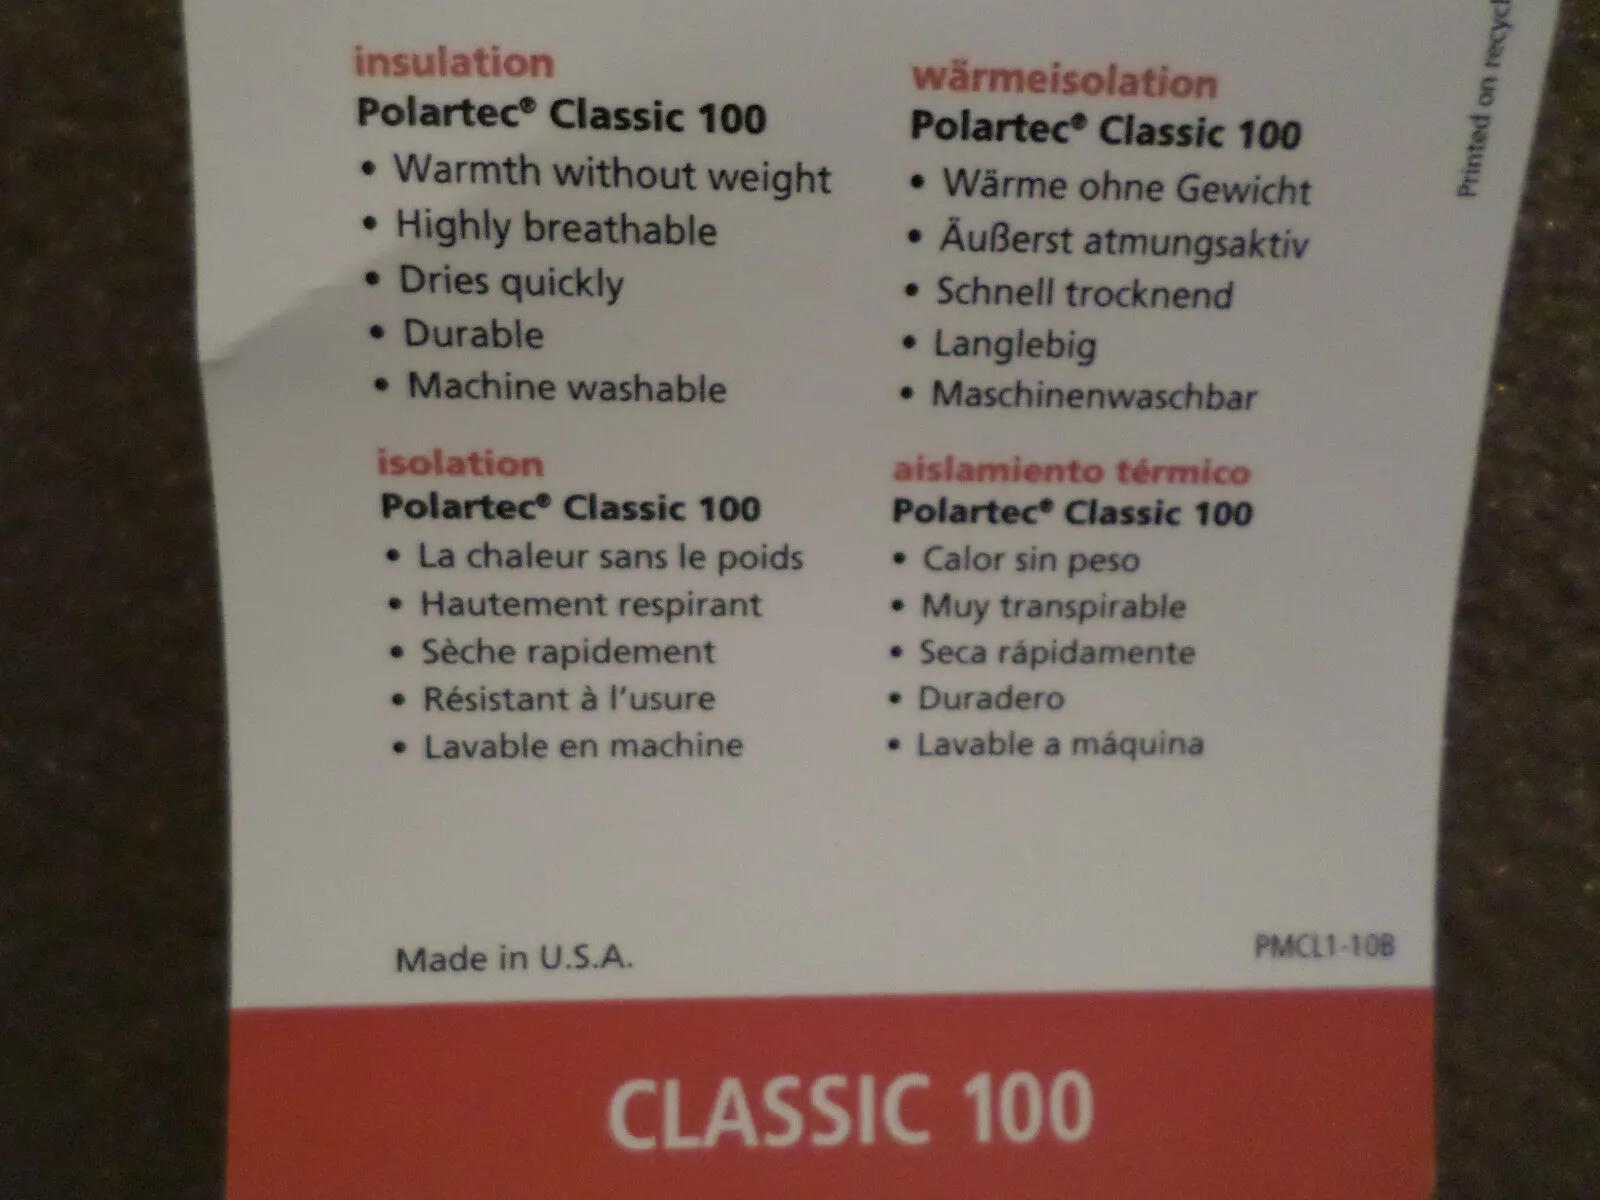 insulation
Polartec® Classic 100
• Warmth without weight
• Highly breathable
• Dries quickly
• Durable
• Machine washable
wärmeisolation
Polartec® Classic 100
• Wärme ohne Gewicht
• Äußerst atmungsaktiv
• Schnell trocknend
• Langlebig
• Maschinenwaschbar
isolation
Polartec® Classic 100
• La chaleur sans le poids
• Hautement respirant
• Sèche rapidement
• Résistant à l'usure
• Lavable en machine
aislamiento térmico
Polartec® Classic 100
• Calor sin peso
• Muy transpirable
• Seca rápidamente
• Duradero
• Lavable a máquina
Printed on
Made in U.S.A.
PMCL1-10B
CLASSIC 100